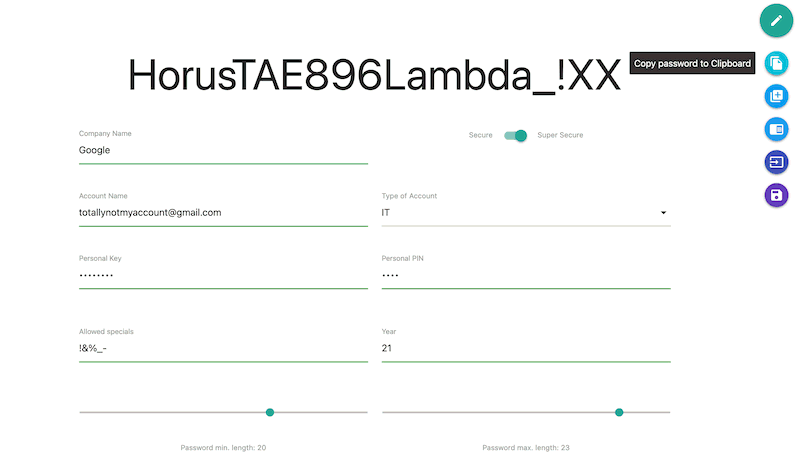 HorusTAE896Lambda_!XX
Copy password to Clipboard
Company Name
Google
Secure
Super Secure
Account Name
totallynotmyaccount@gmail.com
Type of Account
IT
Personal Key
••••••••
Personal PIN
••••
Allowed specials
!&%_-
Year
21
Password min. length: 20
Password max. length: 23